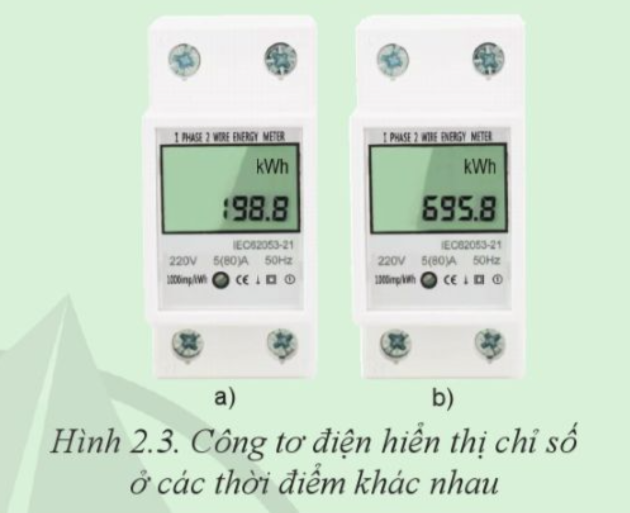 1 PHASE 2 WIRE ENERGY METER
kWh
198.8
IEC62053-21
220V 5(80)A 50Hz
1000imp/kWh CE
1 PHASE 2 WIRE ENERGY METER
kWh
695.8
IEC62053-21
220V 5(80)A 50Hz
1000imp/kWh CE
a) b)
Hình 2.3. Công tơ điện hiển thị chỉ số
ở các thời điểm khác nhau